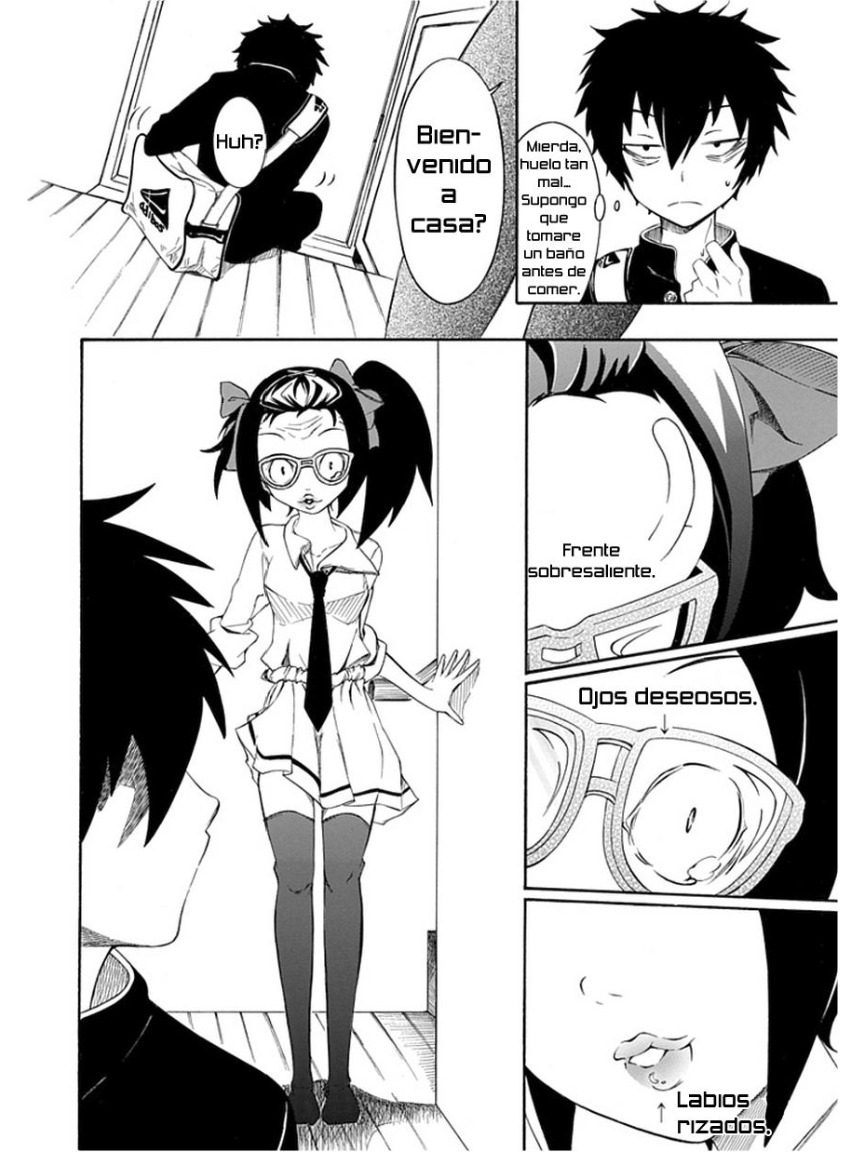 Mierda,
huelo tan
mal...
Supongo
que
tomare
un baño
antes de
comer.
Bien-
venido
a
casa?
Huh?
Frente
sobresaliente.
Ojos deseosos.
Labios
rizados.